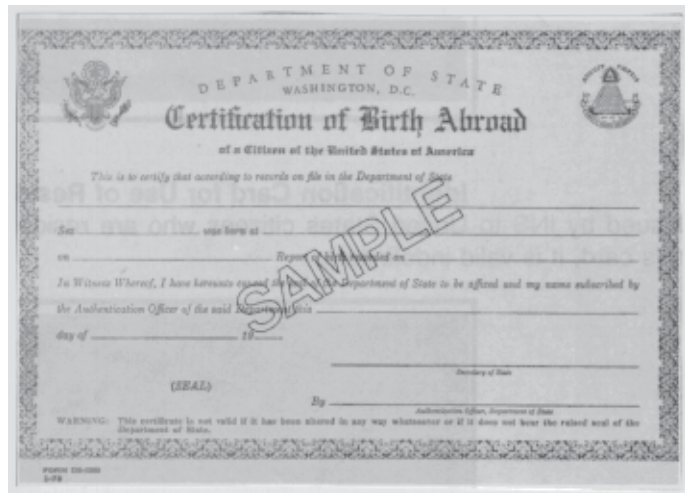 DEPARTMENT OF STATE
WASHINGTON, D.C.
Certification of Birth Abroad
of a Citizen of the United States of America
This is to certify that according to records on file in the Department of State
Sex was born at
on Report of birth recorded on
SAMPLE
In Witness Whereof, I have hereunto caused the seal of the Department of State to be affixed and my name subscribed by
the Authentication Officer of the said Department this
day of 19
Secretary of State
(SEAL)
By
Authentication Officer, Department of State
WARNING: This certificate is not valid if it has been altered in any way whatsoever or if it does not bear the raised seal of the
Department of State.
FORM